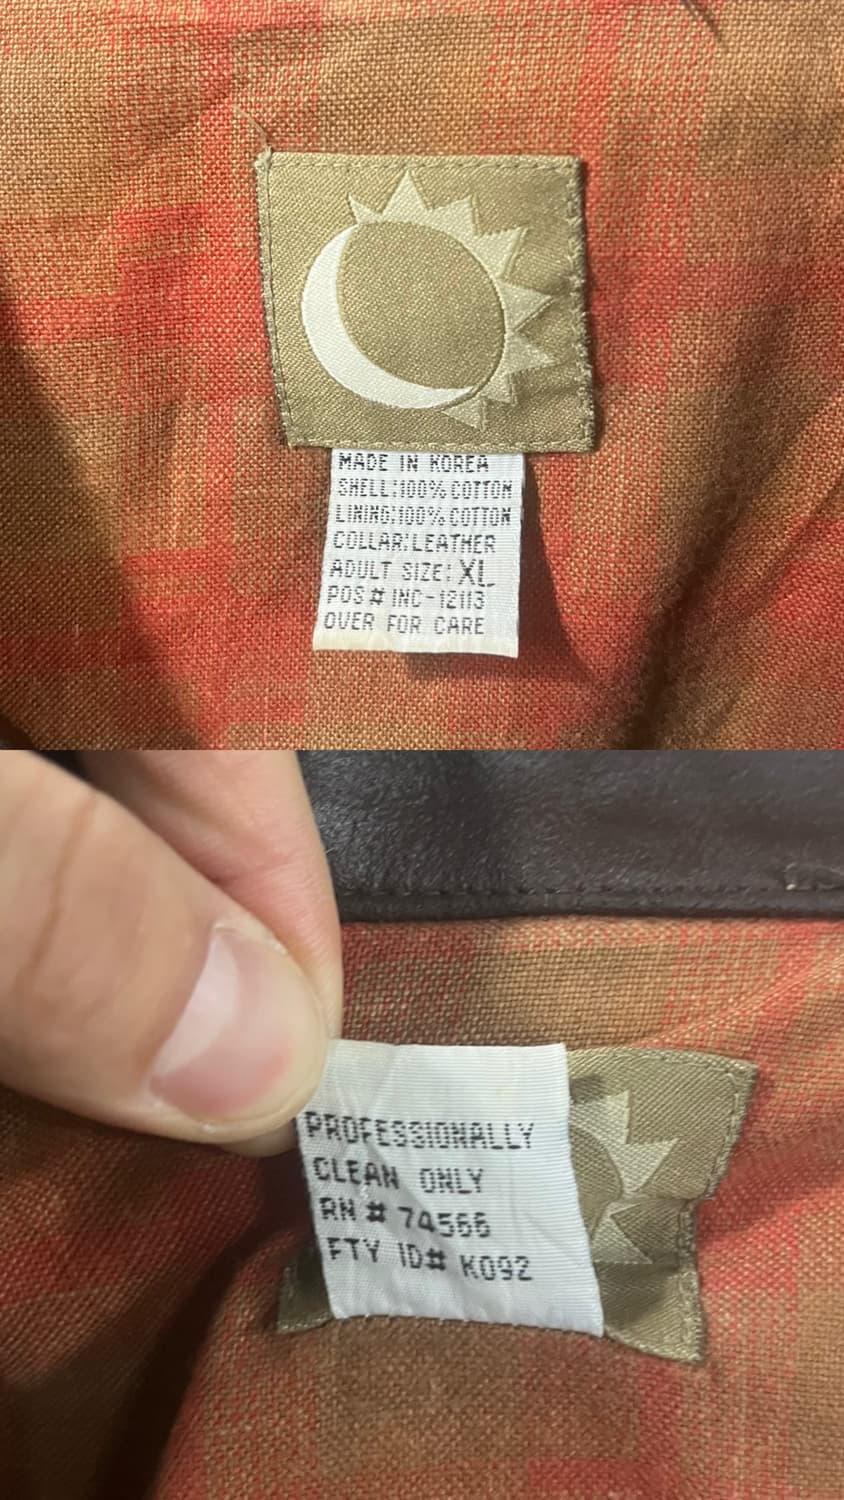 MADE IN KOREA
SHELL:100% COTTON
LINING:100% COTTON
COLLAR:LEATHER
ADULT SIZE: XL
POS # INC-12113
OVER FOR CARE
PROFESSIONALLY
CLEAN ONLY
RN # 74566
FTY ID# K092